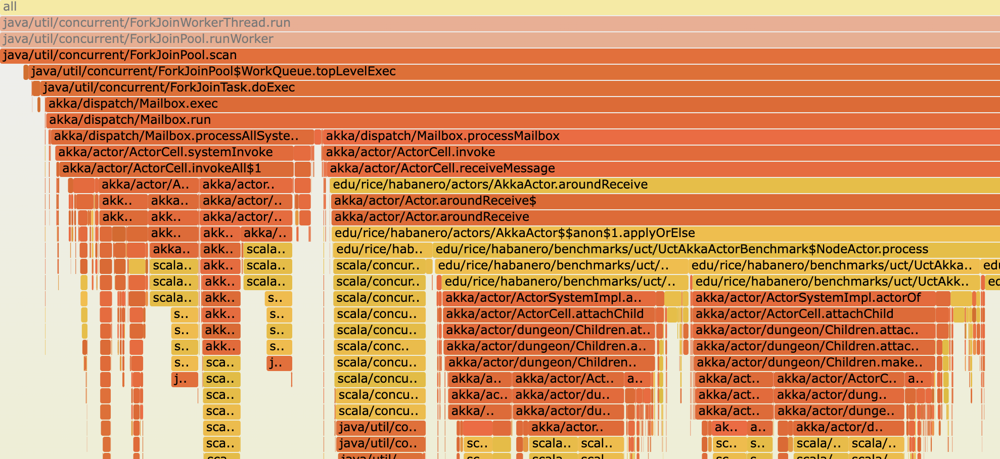 all
java/util/concurrent/ForkJoinWorkerThread.run
java/util/concurrent/ForkJoinPool.runWorker
java/util/concurrent/ForkJoinPool.scan
java/util/concurrent/ForkJoinPool$WorkQueue.topLevelExec
java/util/concurrent/ForkJoinTask.doExec
akka/dispatch/Mailbox.exec
akka/dispatch/Mailbox.run
akka/dispatch/Mailbox.processAllSyste.. akka/dispatch/Mailbox.processMailbox
akka/actor/ActorCell.systemInvoke akka/actor/ActorCell.invoke
akka/actor/ActorCell.invokeAll$1 akka/actor/ActorCell.receiveMessage
akka/actor/A.. akka/actor.. edu/rice/habanero/actors/AkkaActor.aroundReceive
akk.. akka.. akka/actor/.. akka/actor/Actor.aroundReceive$
akk.. akk.. akka/actor/.. akka/actor/Actor.aroundReceive
akk.. akk.. akka/.. edu/rice/habanero/actors/AkkaActor$$anon$1.applyOrElse
akka.. akk.. scala.. edu/rice/hab.. edu/rice/habanero/benchmarks/uct/UctAkkaActorBenchmark$NodeActor.process
scala.. akk.. scala.. scala/concur.. edu/rice/habanero/benchmarks/uct/.. edu/rice/habanero/benchmarks/uct/UctAkka..
scala.. akk.. scala.. scala/concur.. edu/rice/habanero/benchmarks/uct/.. edu/rice/habanero/benchmarks/uct/UctAkk..
scala.. akk.. s.. scala/concur.. akka/actor/ActorSystemImpl.a.. akka/actor/ActorSystemImpl.actorOf
s.. akk.. s.. scala/concu.. akka/actor/ActorCell.attachChild akka/actor/ActorCell.attachChild
s.. akk.. s.. scala/concu.. akka/actor/dungeon/Children.at.. akka/actor/dungeon/Children.attac..
s.. akk.. s.. scala/conc.. akka/actor/dungeon/Children.a.. akka/actor/dungeon/Children.attac..
s.. sca.. j.. scala/concu.. akka/actor/dungeon/Children.. akka/actor/dungeon/Children.make..
j.. sca.. scala/concu.. akka/a.. akka/actor/Act.. a.. akka/act.. akka/actor/ActorC.. a..
sca.. scala/concu.. akka/ac.. akka/actor/du.. akka/act.. akka/actor/dung..
sca.. scala/concu.. akka/.. akka/actor/du.. akka/act.. akka/actor/dunge..
sca.. java/util/co.. akka/actor.. ak.. a.. akka/actor/d..
sca.. java/util/co.. sc.. scala.. scal.. sc.. s.. scala/.. scala/..